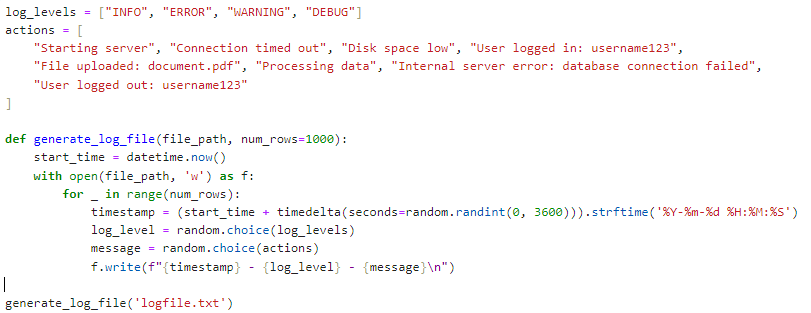 log_levels = ["INFO", "ERROR", "WARNING", "DEBUG"]
actions = [
    "Starting server", "Connection timed out", "Disk space low", "User logged in: username123",
    "File uploaded: document.pdf", "Processing data", "Internal server error: database connection failed",
    "User logged out: username123"
]
def generate_log_file(file_path, num_rows=1000):
    start_time = datetime.now()
    with open(file_path, 'w') as f:
        for _ in range(num_rows):
            timestamp = (start_time + timedelta(seconds=random.randint(0, 3600))).strftime('%Y-%m-%d %H:%M:%S')
            log_level = random.choice(log_levels)
            message = random.choice(actions)
            f.write(f"{timestamp} - {log_level} - {message}\n")
generate_log_file('logfile.txt')